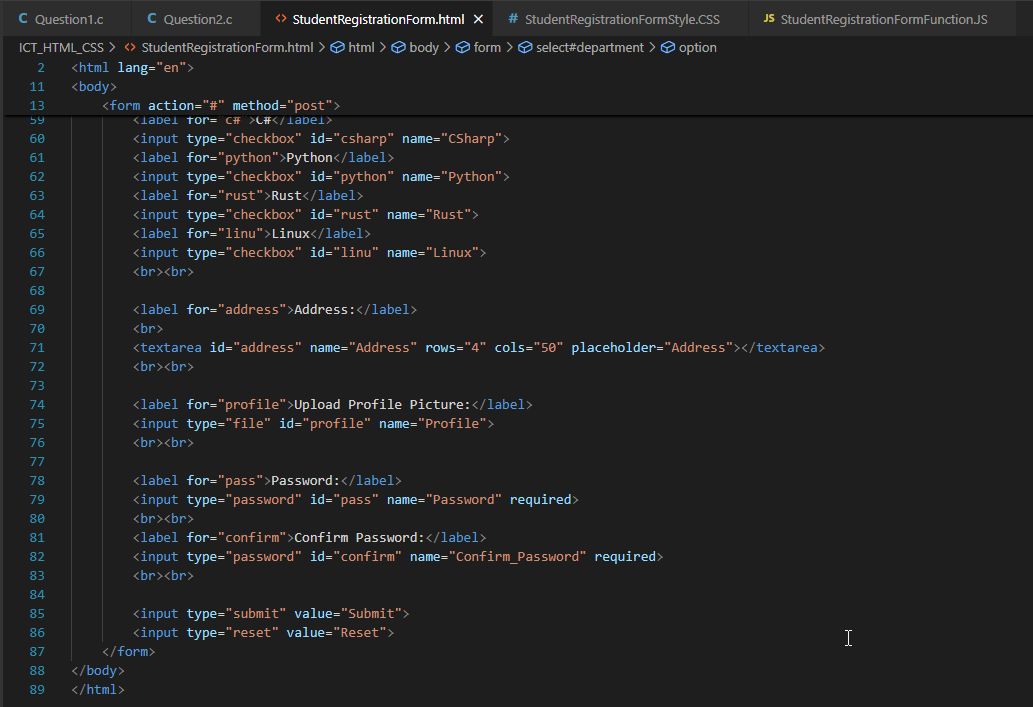 C Question1.c C Question2.c <> StudentRegistrationForm.html × # StudentRegistrationFormStyle.CSS JS StudentRegistrationFormFunction.JS
ICT_HTML_CSS > <> StudentRegistrationForm.html > html > body > form > select#department > option
2 <html lang="en">
11 <body>
13 <form action="#" method="post">
59 <label for="c#">C#</label>
60 <input type="checkbox" id="csharp" name="CSharp">
61 <label for="python">Python</label>
62 <input type="checkbox" id="python" name="Python">
63 <label for="rust">Rust</label>
64 <input type="checkbox" id="rust" name="Rust">
65 <label for="linu">Linux</label>
66 <input type="checkbox" id="linu" name="Linux">
67 <br><br>
68
69 <label for="address">Address:</label>
70 <br>
71 <textarea id="address" name="Address" rows="4" cols="50" placeholder="Address"></textarea>
72 <br><br>
73
74 <label for="profile">Upload Profile Picture:</label>
75 <input type="file" id="profile" name="Profile">
76 <br><br>
77
78 <label for="pass">Password:</label>
79 <input type="password" id="pass" name="Password" required>
80 <br><br>
81 <label for="confirm">Confirm Password:</label>
82 <input type="password" id="confirm" name="Confirm_Password" required>
83 <br><br>
84
85 <input type="submit" value="Submit">
86 <input type="reset" value="Reset">
87 </form>
88 </body>
89 </html>